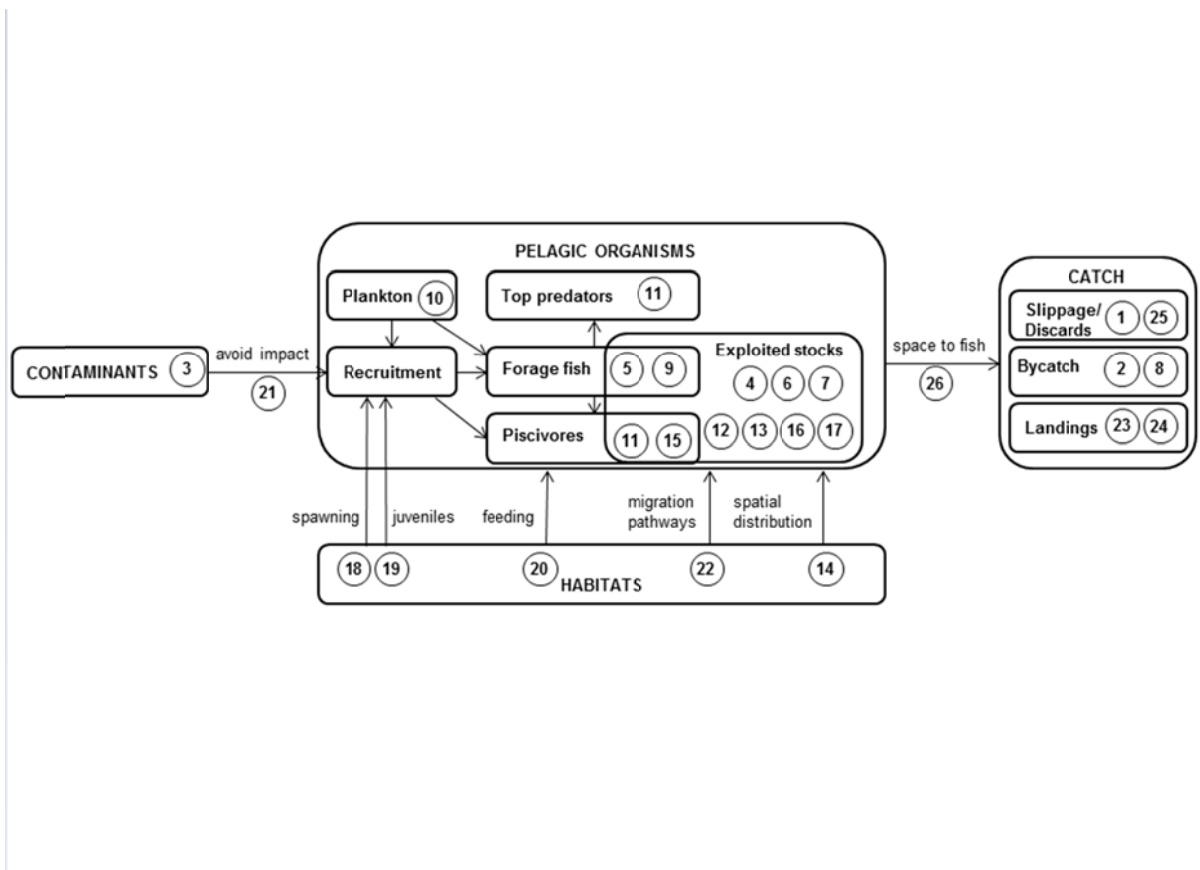 PELAGIC ORGANISMS
Plankton 10
Top predators 11
Recruitment
Forage fish 5 9
Piscivores 11 15
Exploited stocks
4 6 7
12 13 16 17
CONTAMINANTS 3
avoid impact
21
space to fish
26
CATCH
Slippage/
Discards 1 25
Bycatch 2 8
Landings 23 24
spawning
juveniles
feeding
migration
pathways
spatial
distribution
18 19 20 22 14
HABITATS